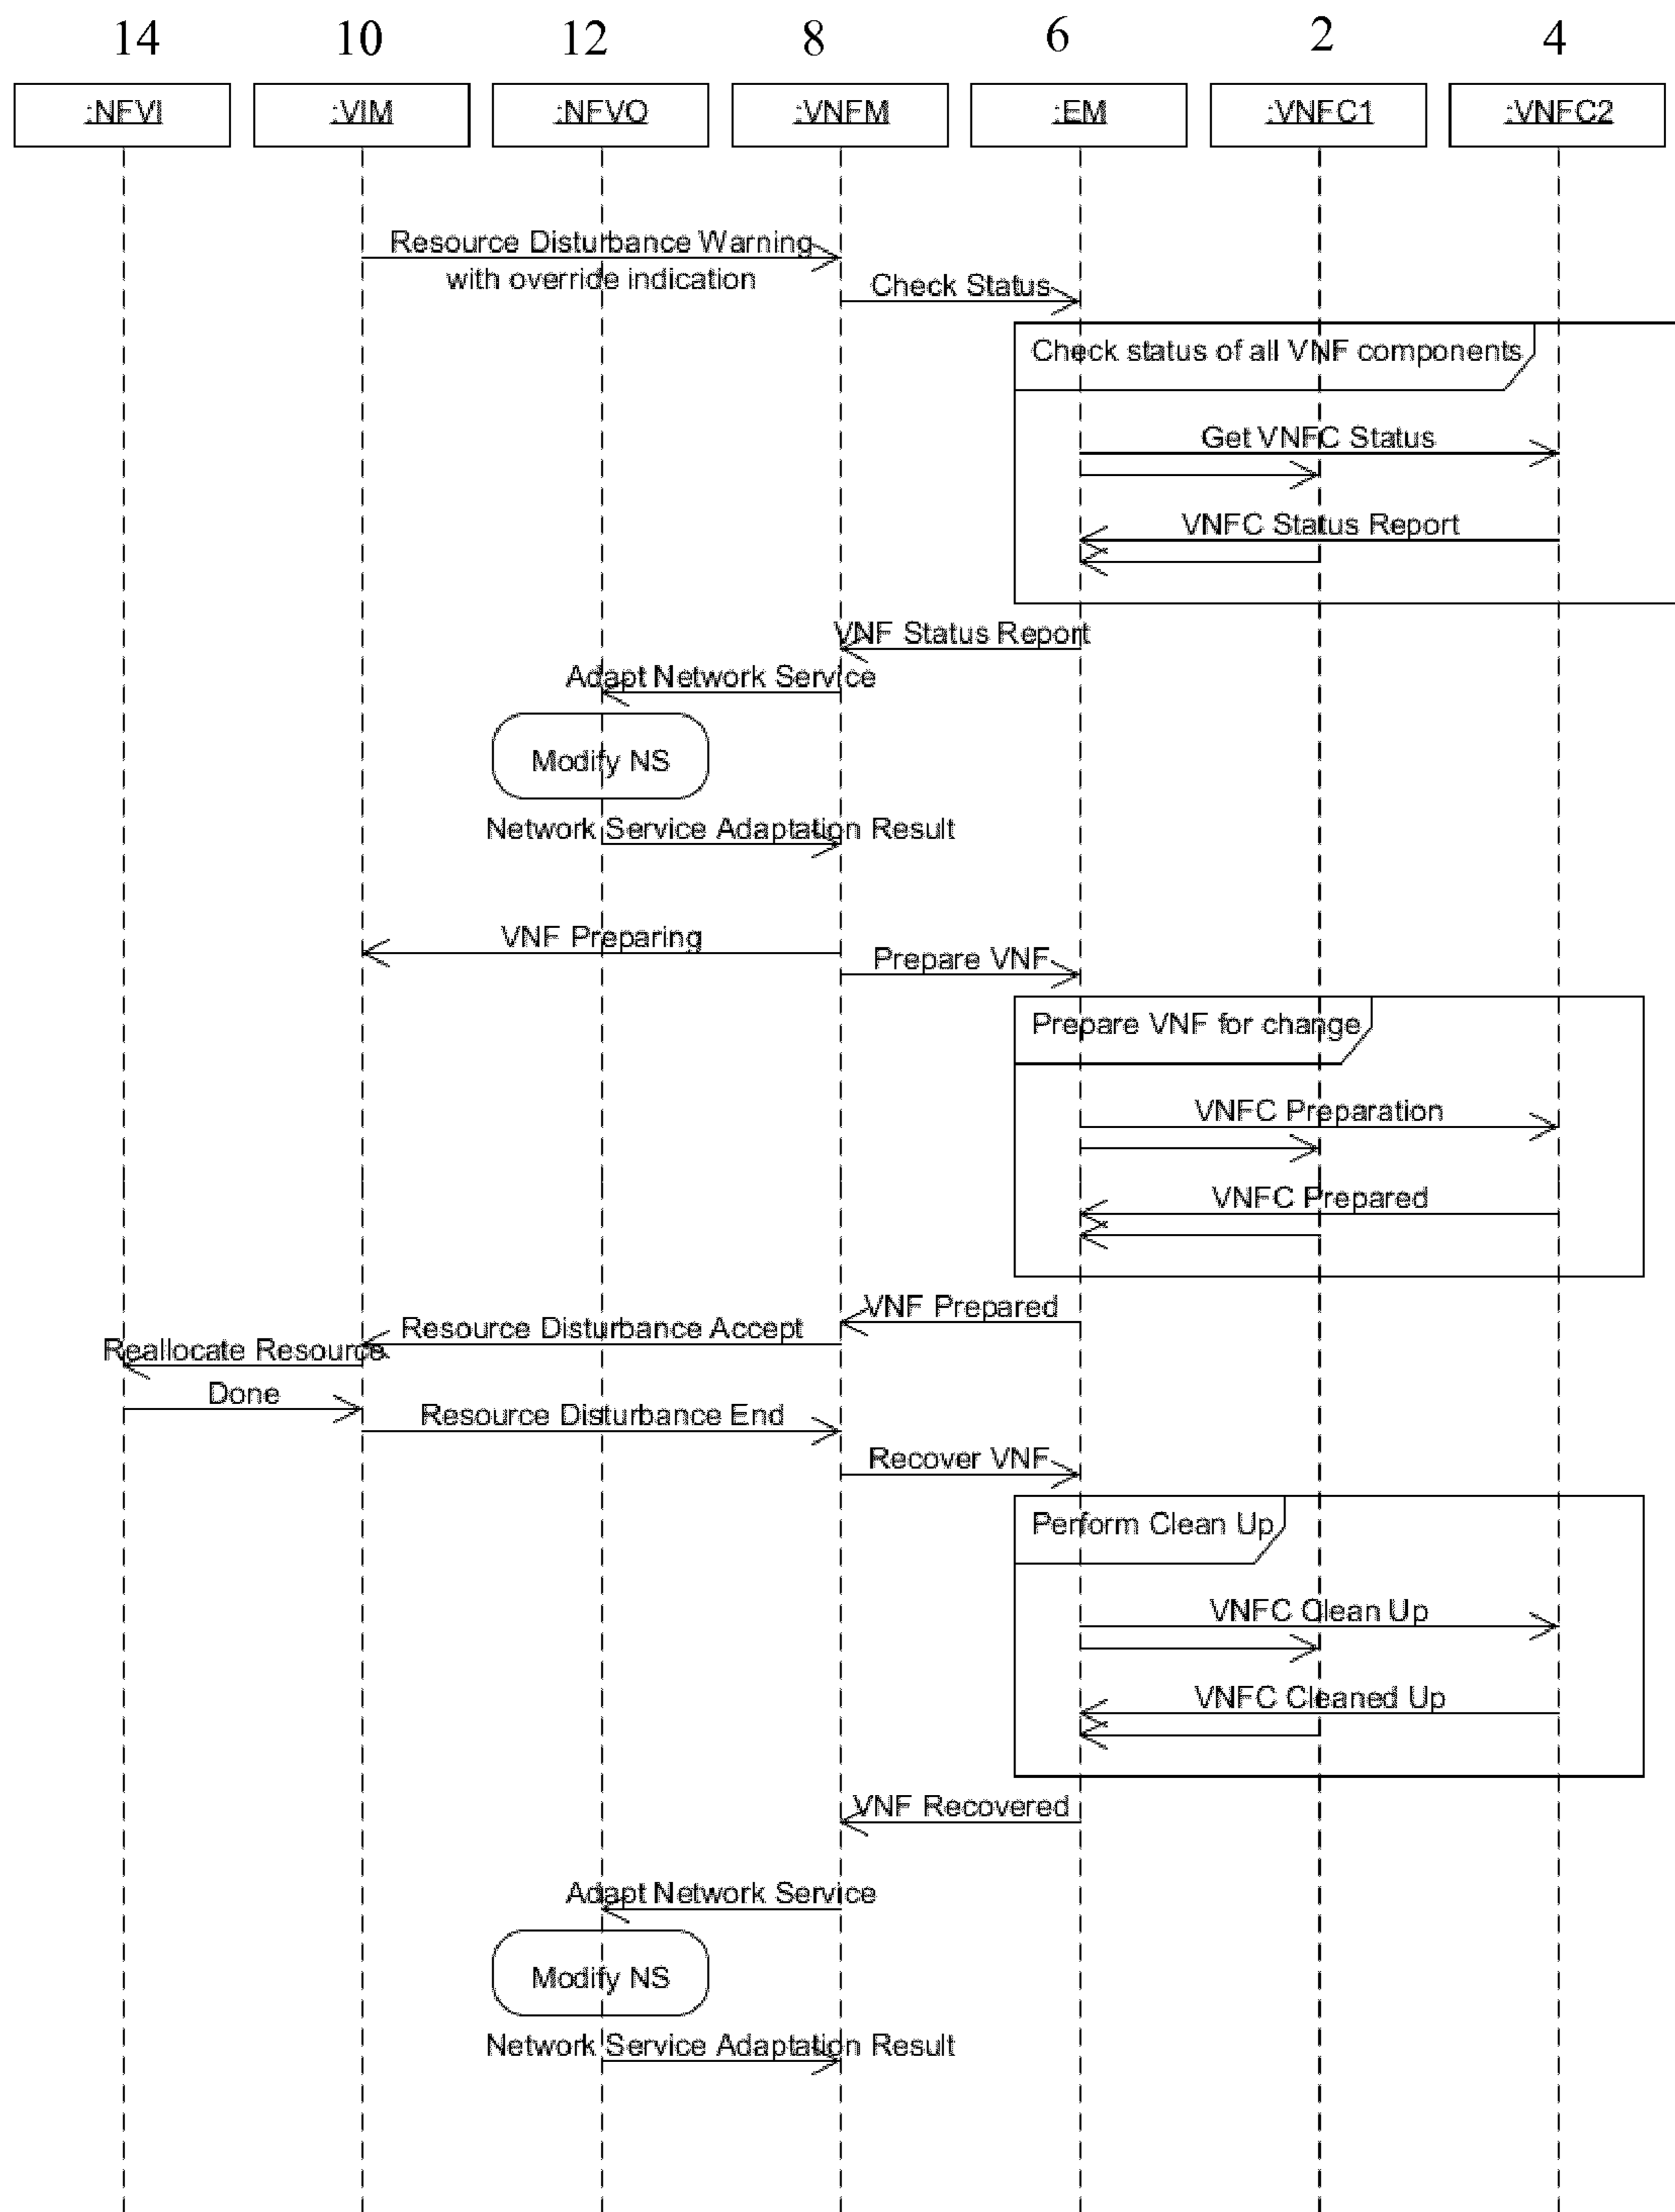 14 10 12 8 6 2 4
:NFVI :VIM :NFVO :VNFM :EM :VNFC1 :VNFC2
Resource Disturbance Warning
with override indication
Check Status
Check status of all VNF components
Get VNFC Status
VNFC Status Report
VNF Status Report
Adapt Network Service
Modify NS
Network Service Adaptation Result
VNF Preparing
Prepare VNF
Prepare VNF for change
VNFC Preparation
VNFC Prepared
VNF Prepared
Resource Disturbance Accept
Reallocate Resource
Done
Resource Disturbance End
Recover VNF
Perform Clean Up
VNFC Clean Up
VNFC Cleaned Up
VNF Recovered
Adapt Network Service
Modify NS
Network Service Adaptation Result